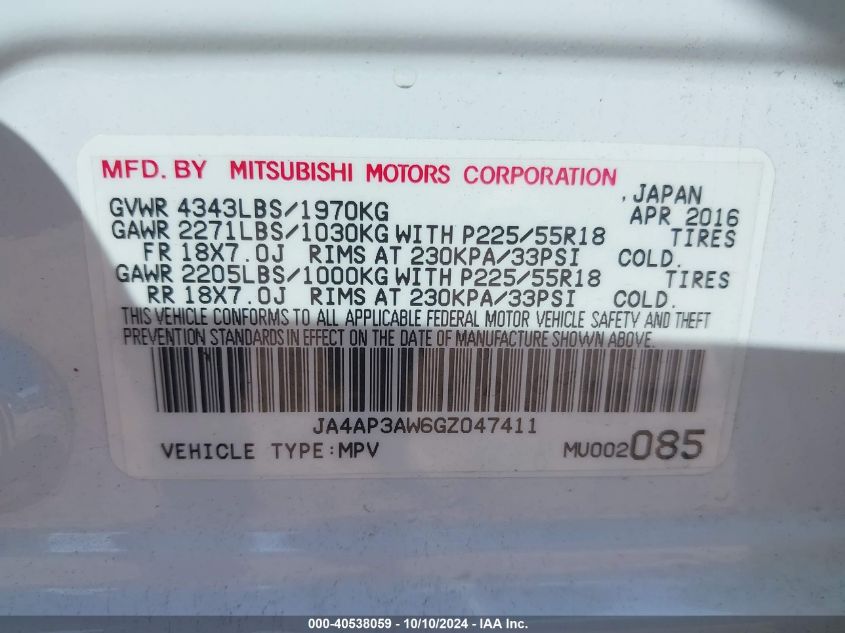 MFD. BY MITSUBISHI MOTORS CORPORATION
, JAPAN
GVWR 4343LBS/1970KG APR 2016
GAWR 2271LBS/1030KG WITH P225/55R18 TIRES
FR 18X7.0J RIMS AT 230KPA/33PSI COLD.
GAWR 2205LBS/1000KG WITH P225/55R18 TIRES
RR 18X7.0J RIMS AT 230KPA/33PSI COLD.
THIS VEHICLE CONFORMS TO ALL APPLICABLE FEDERAL MOTOR VEHICLE SAFETY AND THEFT
PREVENTION STANDARDS IN EFFECT ON THE DATE OF MANUFACTURE SHOWN ABOVE.
JA4AP3AW6GZ047411
VEHICLE TYPE:MPV MU002085
000-40538059 - 10/10/2024 - IAA Inc.